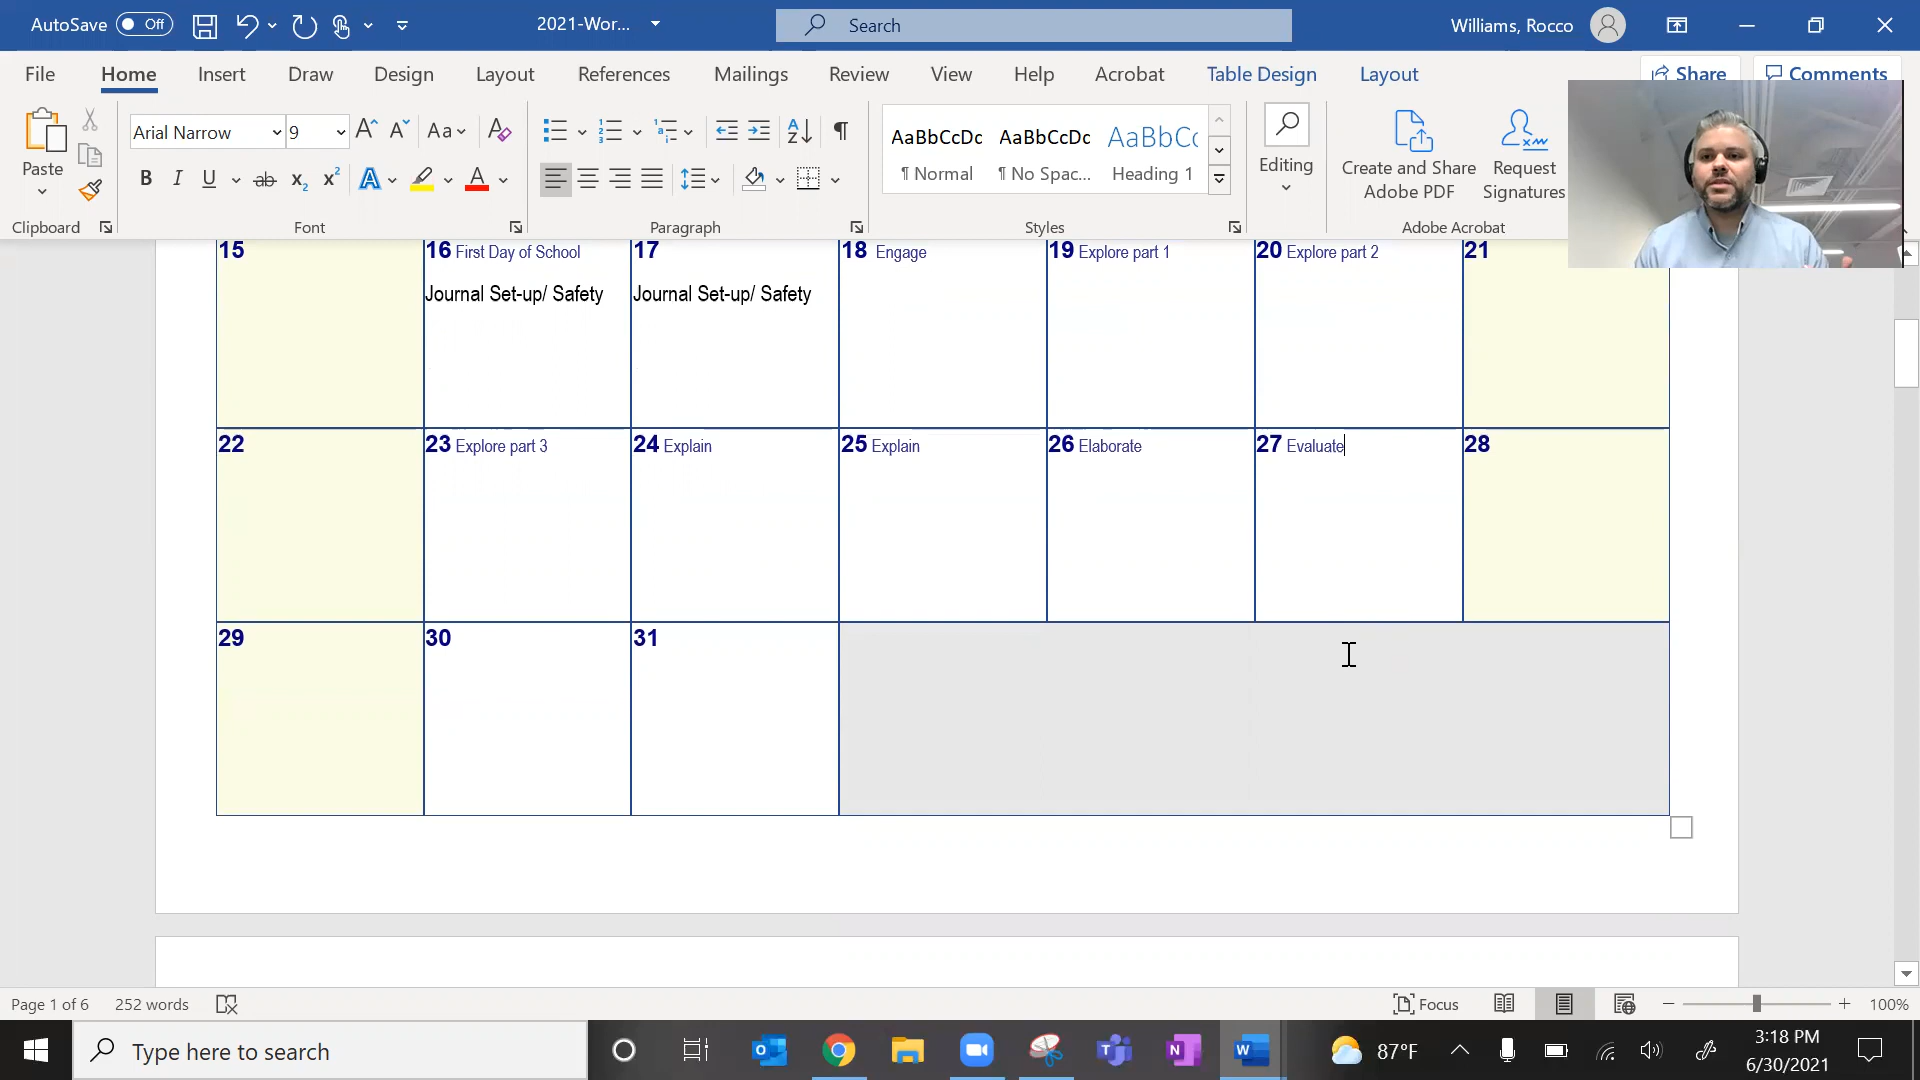 AutoSave Off 2021-Wor... Search Williams, Rocco
File Home Insert Draw Design Layout References Mailings Review View Help Acrobat Table Design Layout Share Comments
Arial Narrow 9 Aa AaBbCcDc AaBbCcDc AaBbCc
Paste B I U ab x2 x2 A A ¶ Normal ¶ No Spac... Heading 1 Editing Create and Share Adobe PDF Request Signatures
Clipboard Font Paragraph Styles Adobe Acrobat
15 16 First Day of School 17 18 Engage 19 Explore part 1 20 Explore part 2 21
Journal Set-up/ Safety Journal Set-up/ Safety
22 23 Explore part 3 24 Explain 25 Explain 26 Elaborate 27 Evaluate 28
29 30 31
Page 1 of 6 252 words Focus 100%
Type here to search 87°F 3:18 PM
6/30/2021